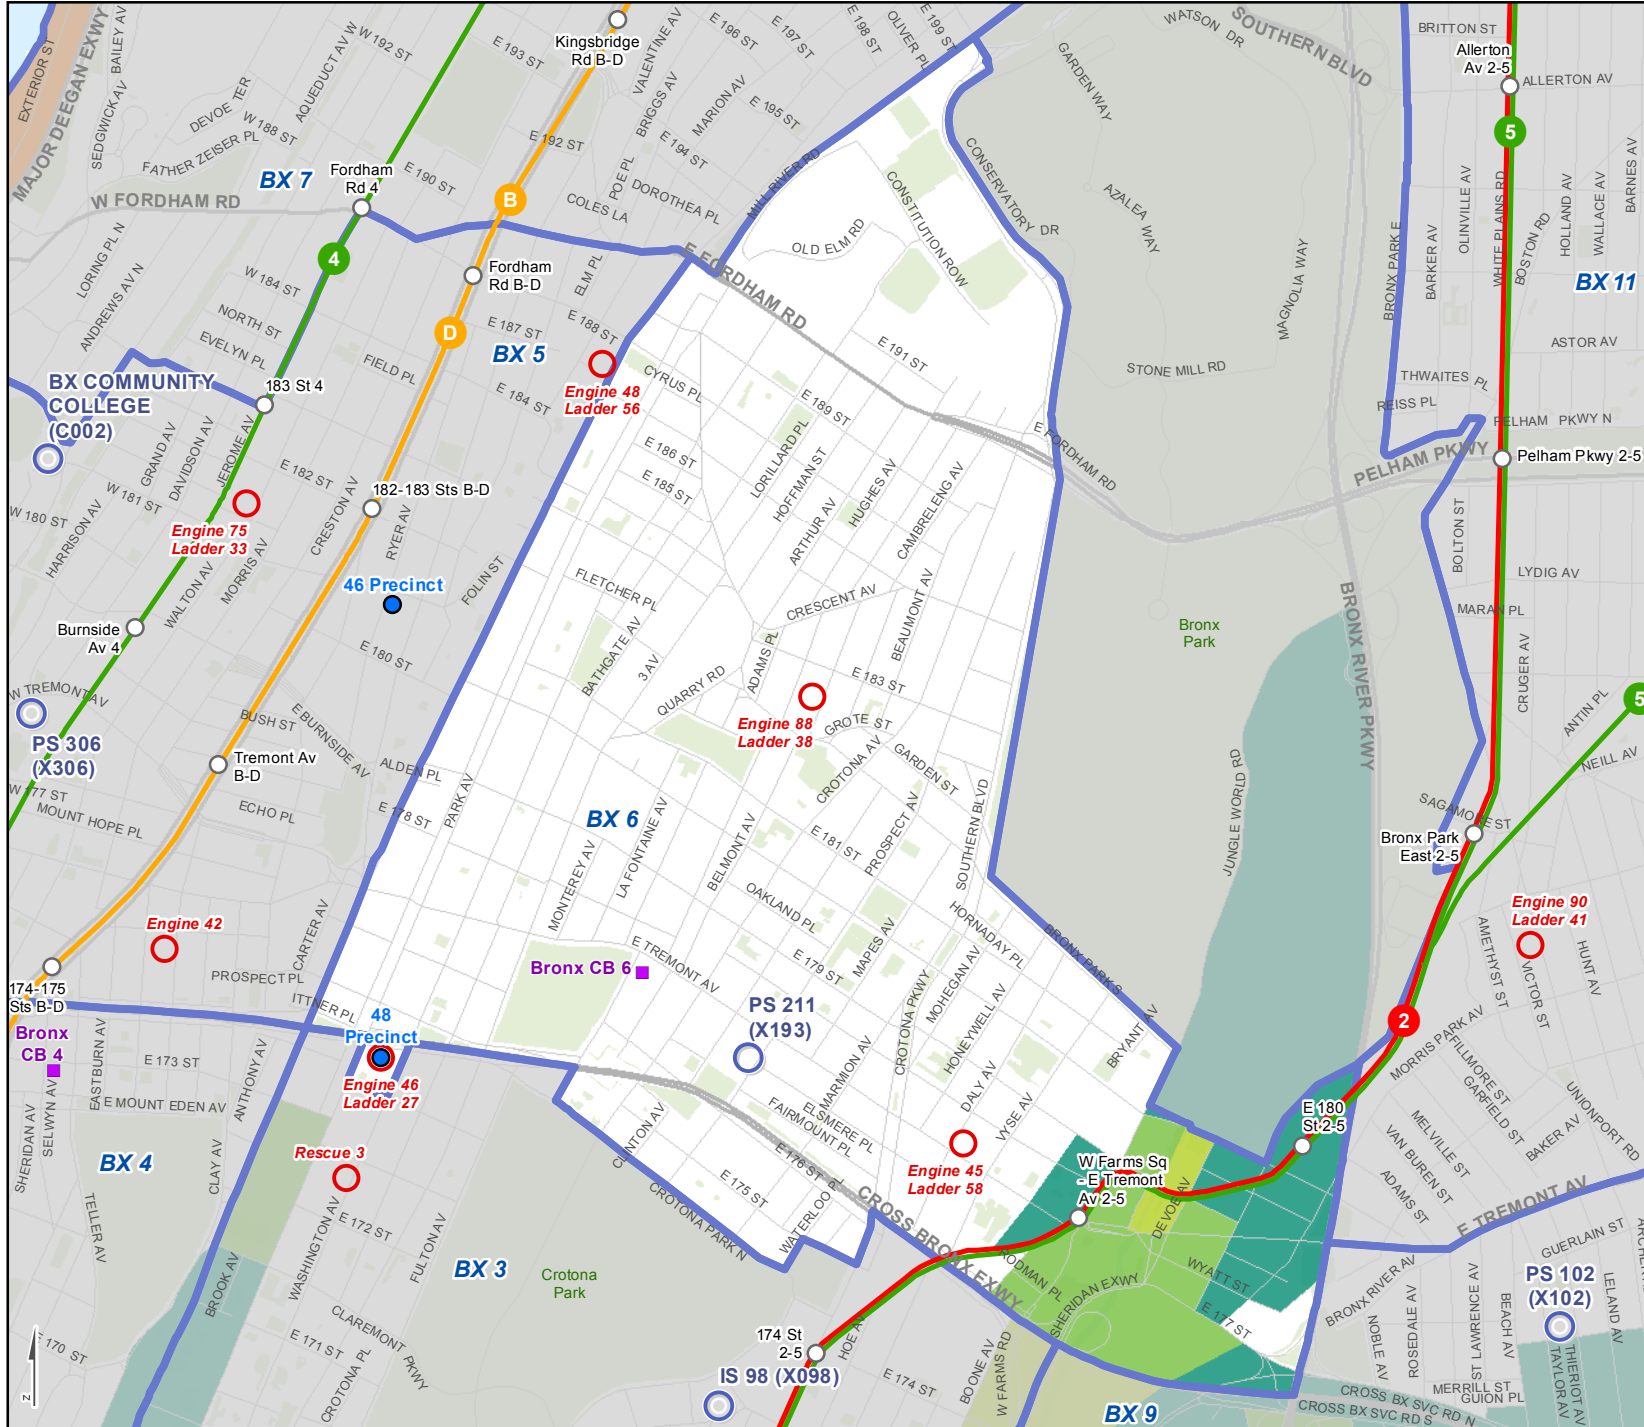 EXTERIOR ST
MAJOR DEEGAN EXWY
SEDGWICK AV
BAILEY AV
DEVOE TER
AQUEDUCT AV N
W 192 ST
E 193 ST
Kingsbridge
Rd B-D
VALENTINE AV
BRIGGS AV
E 196 ST
E 197 ST
E 198 ST
OLIVER PL
E 199 ST
MARION AV
E 195 ST
E 194 ST
WATSON DR
SOUTHERN BLVD
GARDEN WAY
BRITTON ST
Allerton
Av 2-5
ALLERTON AV
5
W 188 ST
FATHER ZEISER PL
BX 7
Fordham
Rd 4
E 190 ST
E 192 ST
POE PL
DOROTHEA PL
COLES LA
MILL RIVER RD
CONSTITUTION ROW
CONSERVATORY DR
AZALEA WAY
MAGNOLIA WAY
BRONX PARK E
BARKER AV
OLINVILLE AV
WHITE PLAINS RD
BOSTON RD
HOLLAND AV
WALLACE AV
BARNES AV
W FORDHAM RD
B
4
LORING PL N
ANDREWS AV N
W 184 ST
NORTH ST
EVELYN PL
Fordham
Rd B-D
ELM PL
E 188 ST
E 187 ST
D
BX 5
E FORDHAM RD
OLD ELM RD
E 191 ST
BX 11
ASTOR AV
STONE MILL RD
THWAITES PL
REISS PL
PELHAM PKWY N
PELHAM PKWY
Pelham Pkwy 2-5
BX COMMUNITY
COLLEGE
(C002)
183 St 4
FIELD PL
E 184 ST
Engine 48
Ladder 56
CYRUS PL
E 189 ST
LORILLARD PL
HOFFMAN ST
E 186 ST
E 185 ST
ARTHUR AV
HUGHES AV
CAMBRELENG AV
E FORDHAM RD
GRAND AV
DAVIDSON AV
JEROME AV
E 182 ST
W 181 ST
W 180 ST
HARRISON AV
Engine 75
Ladder 33
MORRIS AV
WALTON AV
CRESTON AV
182-183 Sts B-D
RYER AV
46 Precinct
FOLIN ST
E 180 ST
Burnside
Av 4
FLETCHER PL
BATHGATE AV
3 AV
QUARRY RD
ADAMS PL
CRESCENT AV
BEAUMONT AV
E 183 ST
Engine 88
Ladder 38
GROTE ST
GARDEN ST
CROTONA AV
Bronx
Park
BRONX RIVER PKWY
BOLTON ST
LYDIG AV
MARAN PL
CRUGER AV
ANTIN PL
NEILL AV
5
W TREMONT AV
PS 306
(X306)
BUSH ST
E BURNSIDE AV
Tremont Av
B-D
ALDEN PL
E 178 ST
PARK AV
W 177 ST
MOUNT HOPE PL
ECHO PL
BX 6
MONTEREY AV
LA FONTAINE AV
BELMONT AV
E 181 ST
PROSPECT AV
SOUTHERN BLVD
JUNGLE WORLD RD
SAGAMORE ST
Bronx Park
East 2-5
OAKLAND PL
MAPES AV
HORNADAY PL
BRONX PARK S
E 179 ST
E TREMONT AV
Engine 42
CARTER AV
PROSPECT PL
ITTNER PL
174-175
Sts B-D
Bronx
CB 4
Bronx CB 6
PS 211
(X193)
CROTONA PKWY
MOHEGAN AV
HONEYWELL AV
BRYANT AV
Engine 90
Ladder 41
AMETHYST ST
VICTOR ST
HUNT AV
2
MORRIS PARK AV
FILLMORE ST
GARFIELD ST
UNIONPORT RD
BAKER AV
MELVILLE ST
VAN BUREN ST
ADAMS ST
48
Precinct
Engine 46
Ladder 27
E 173 ST
EASTBURN AV
SELWYN AV
SHERIDAN AV
E MOUNT EDEN AV
ANTHONY AV
CLAY AV
BX 4
TELLER AV
Rescue 3
E 172 ST
WASHINGTON AV
FULTON AV
BROOK AV
BX 3
CLAREMONT PKWY
E 171 ST
CROTONA PL
E 170 ST
Crotona
Park
CLINTON AV
CROTONA PARK N
E 175 ST
E 176 ST
WATERLOO PL
FAIRMOUNT PL
ELSMERE PL
MARMION AV
DALY AV
VYSE AV
Engine 45
Ladder 58
CROSS BRONX EXWY
W Farms Sq
- E Tremont
Av 2-5
E 180
St 2-5
DEVOE AV
RODMAN PL
SHERIDAN EXWY
WYATT ST
E 177 ST
174 St
2-5
IS 98 (X098)
HOE AV
E 174 ST
BOONE AV
W FARMS RD
BX 9
E TREMONT AV
GUERLAIN ST
BRONX RIVER AV
PS 102
(X102)
NOBLE AV
ROSEDALE AV
ST LAWRENCE AV
BEACH AV
LELAND AV
THIERIOT AV
TAYLOR AV
MERRILL ST
GUION PL
CROSS BX SVC RD N
CROSS BX SVC RD S
N